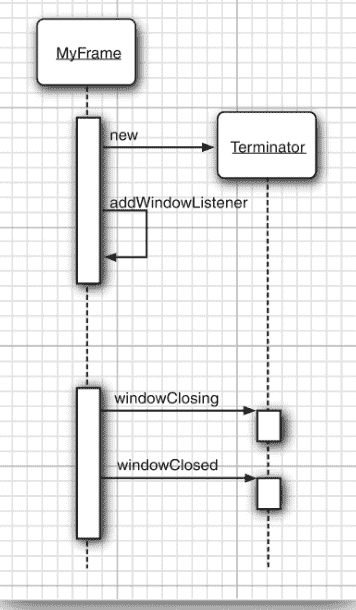 MyFrame
new
Terminator
addWindowListener
windowClosing
windowClosed